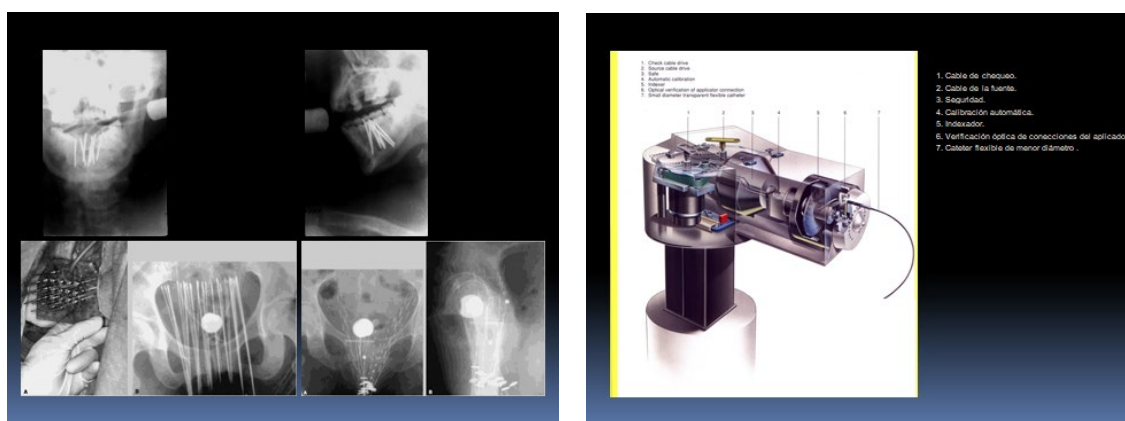 A
B
A
B
1. Check cable drive
2. Source cable drive
3. Safe
4. Automatic calibration
5. Indexer
6. Optical verification of applicator connection
7. Small diameter transparent flexible catheter
1 2 3 4 5 6 7
1. Cable de chequeo.
2. Cable de la fuente.
3. Seguridad.
4. Calibración automática.
5. Indexador.
6. Verificación óptica de conecciones del aplicado
7. Cateter flexible de menor diámetro .